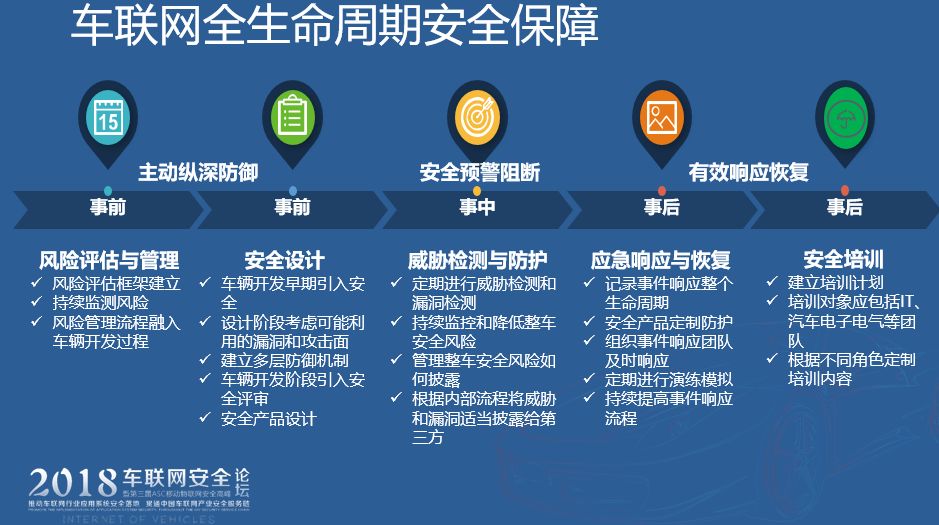 车联网全生命周期安全保障
15
主动纵深防御
安全预警阻断
有效响应恢复
事前
事前
事中
事后
事后
风险评估与管理
✓ 风险评估框架建立
✓ 持续监测风险
✓ 风险管理流程融入
车辆开发过程
安全设计
✓ 车辆开发早期引入安
全
✓ 设计阶段考虑可能利
用的漏洞和攻击面
✓ 建立多层防御机制
✓ 车辆开发阶段引入安
全评审
✓ 安全产品设计
威胁检测与防护
✓ 定期进行威胁检测和
漏洞检测
✓ 持续监控和降低整车
安全风险
✓ 管理整车安全风险如
何披露
✓ 根据内部流程将威胁
和漏洞适当披露给第
三方
应急响应与恢复
✓ 记录事件响应整个
生命周期
✓ 安全产品定制防护
✓ 组织事件响应团队
及时响应
✓ 定期进行演练模拟
✓ 持续提高事件响应
流程
安全培训
✓ 建立培训计划
✓ 培训对象应包括IT、
汽车电子电气等团
队
✓ 根据不同角色定制
培训内容
2018车联网安全论坛
暨第三届ASC移动物联网安全高峰
推动车联网行业应用系统安全落地 贯通中国车联网产业安全服务链
INTERNET OF VEHICLES